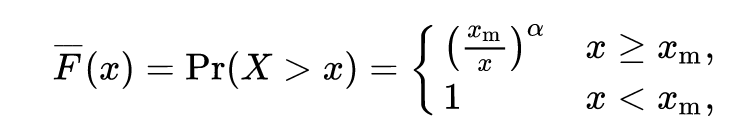 F̅(x) = Pr(X > x) = { (x_m/x)^α  x ≥ x_m,
1  x < x_m,